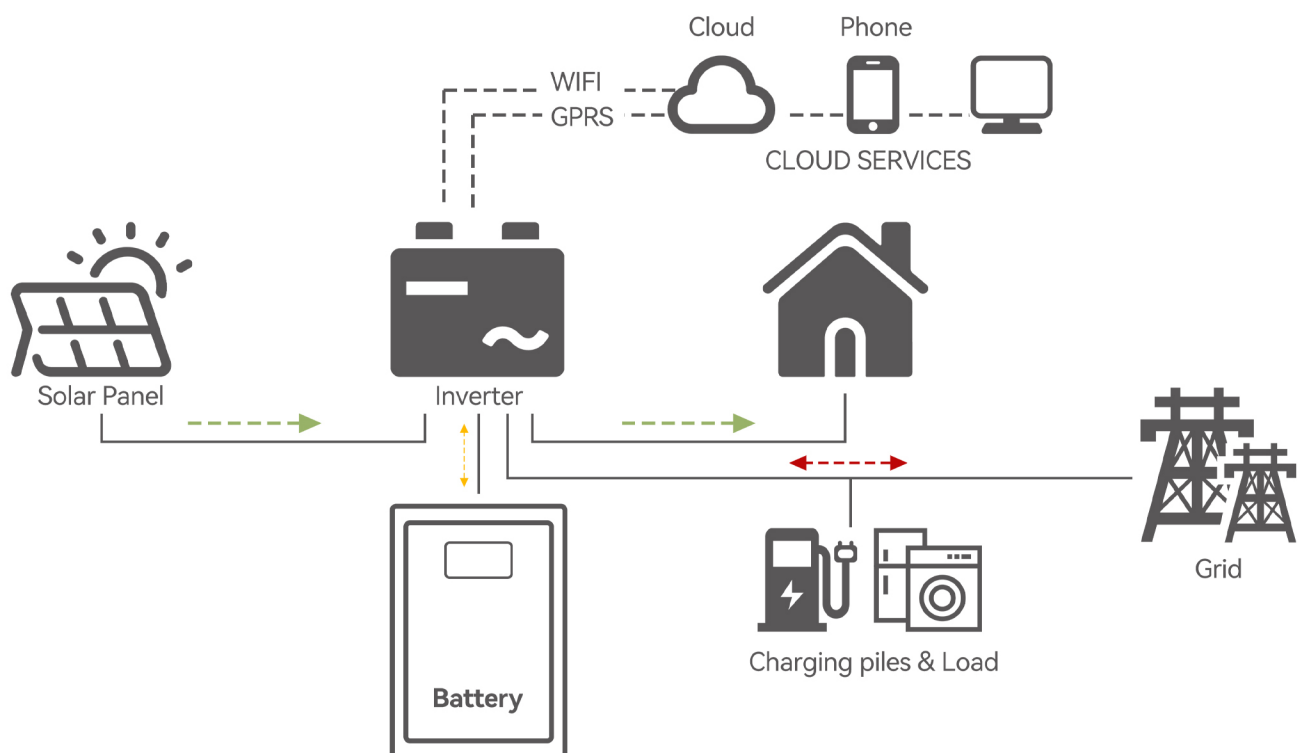 Cloud
Phone
WIFI
GPRS
CLOUD SERVICES
Solar Panel
Inverter
Grid
Charging piles & Load
Battery